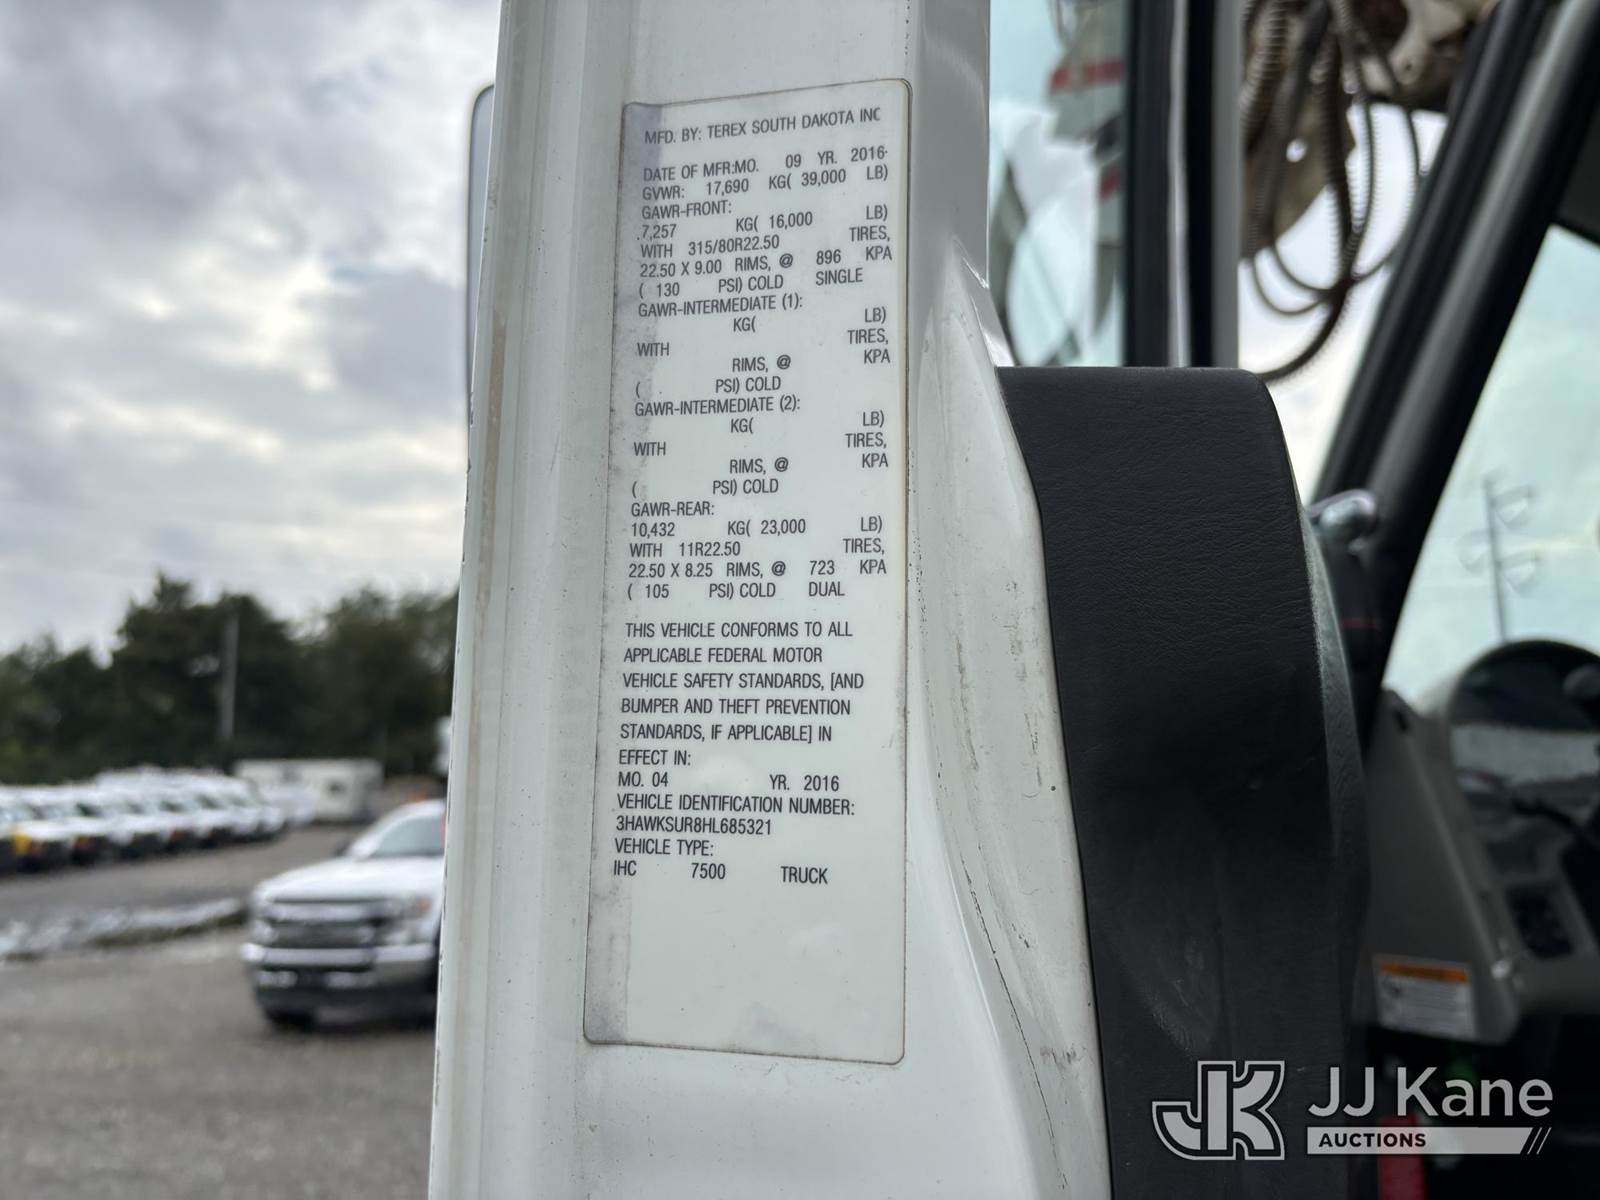 MFD. BY: TEREX SOUTH DAKOTA INC
DATE OF MFR:MO. 09 YR. 2016
GVWR: 17,690 KG( 39,000 LB)
GAWR-FRONT:
7,257 KG( 16,000 LB)
WITH 315/80R22.50 TIRES,
22.50 X 9.00 RIMS, @ 896 KPA
( 130 PSI) COLD SINGLE
GAWR-INTERMEDIATE (1):
KG( LB)
WITH TIRES,
RIMS, @ KPA
( PSI) COLD
GAWR-INTERMEDIATE (2):
KG( LB)
WITH TIRES,
RIMS, @ KPA
( PSI) COLD
GAWR-REAR:
10,432 KG( 23,000 LB)
WITH 11R22.50 TIRES,
22.50 X 8.25 RIMS, @ 723 KPA
( 105 PSI) COLD DUAL
THIS VEHICLE CONFORMS TO ALL
APPLICABLE FEDERAL MOTOR
VEHICLE SAFETY STANDARDS, [AND
BUMPER AND THEFT PREVENTION
STANDARDS, IF APPLICABLE] IN
EFFECT IN:
MO. 04 YR. 2016
VEHICLE IDENTIFICATION NUMBER:
3HAWKSUR8HL685321
VEHICLE TYPE:
IHC 7500 TRUCK
JK JJ Kane
AUCTIONS